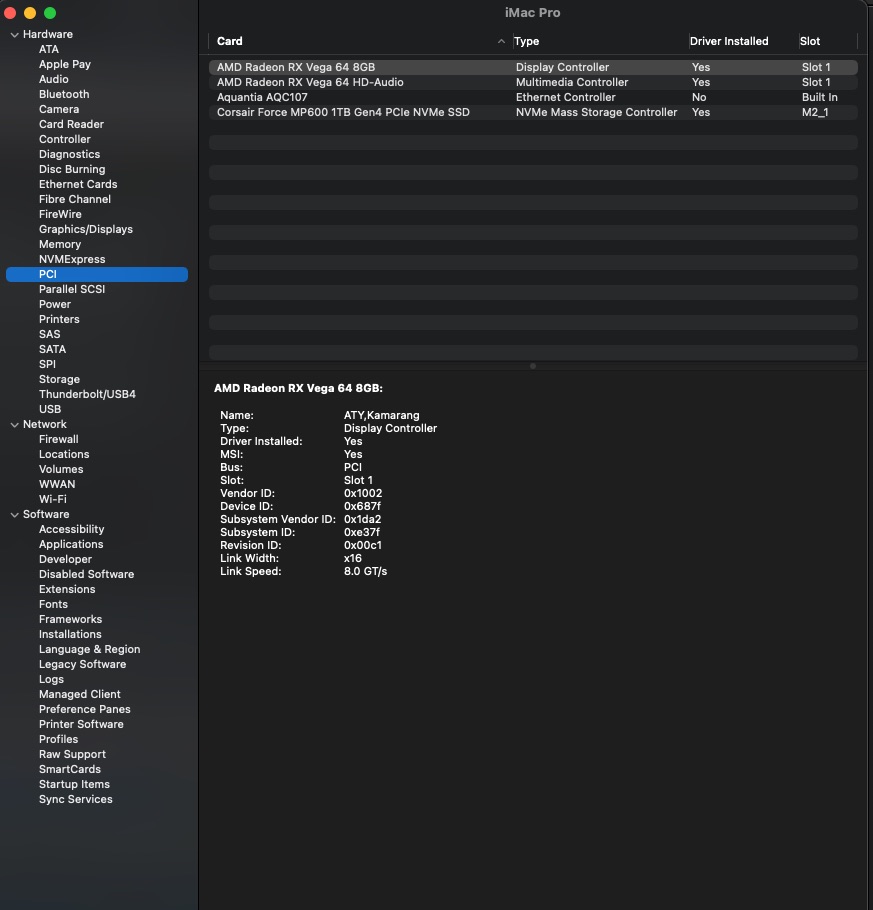 iMac Pro
Hardware
ATA
Apple Pay
Audio
Bluetooth
Camera
Card Reader
Controller
Diagnostics
Disc Burning
Ethernet Cards
Fibre Channel
FireWire
Graphics/Displays
Memory
NVMExpress
PCI
Parallel SCSI
Power
Printers
SAS
SATA
SPI
Storage
Thunderbolt/USB4
USB
Network
Firewall
Locations
Volumes
WWAN
Wi-Fi
Software
Accessibility
Applications
Developer
Disabled Software
Extensions
Fonts
Frameworks
Installations
Language & Region
Legacy Software
Logs
Managed Client
Preference Panes
Printer Software
Profiles
Raw Support
SmartCards
Startup Items
Sync Services
Card Type Driver Installed Slot
AMD Radeon RX Vega 64 8GB Display Controller Yes Slot 1
AMD Radeon RX Vega 64 HD-Audio Multimedia Controller Yes Slot 1
Aquantia AQC107 Ethernet Controller No Built In
Corsair Force MP600 1TB Gen4 PCIe NVMe SSD NVMe Mass Storage Controller Yes M2_1
AMD Radeon RX Vega 64 8GB:
Name: ATY,Kamarang
Type: Display Controller
Driver Installed: Yes
MSI: Yes
Bus: PCI
Slot: Slot 1
Vendor ID: 0x1002
Device ID: 0x687f
Subsystem Vendor ID: 0x1da2
Subsystem ID: 0xe37f
Revision ID: 0x00c1
Link Width: x16
Link Speed: 8.0 GT/s